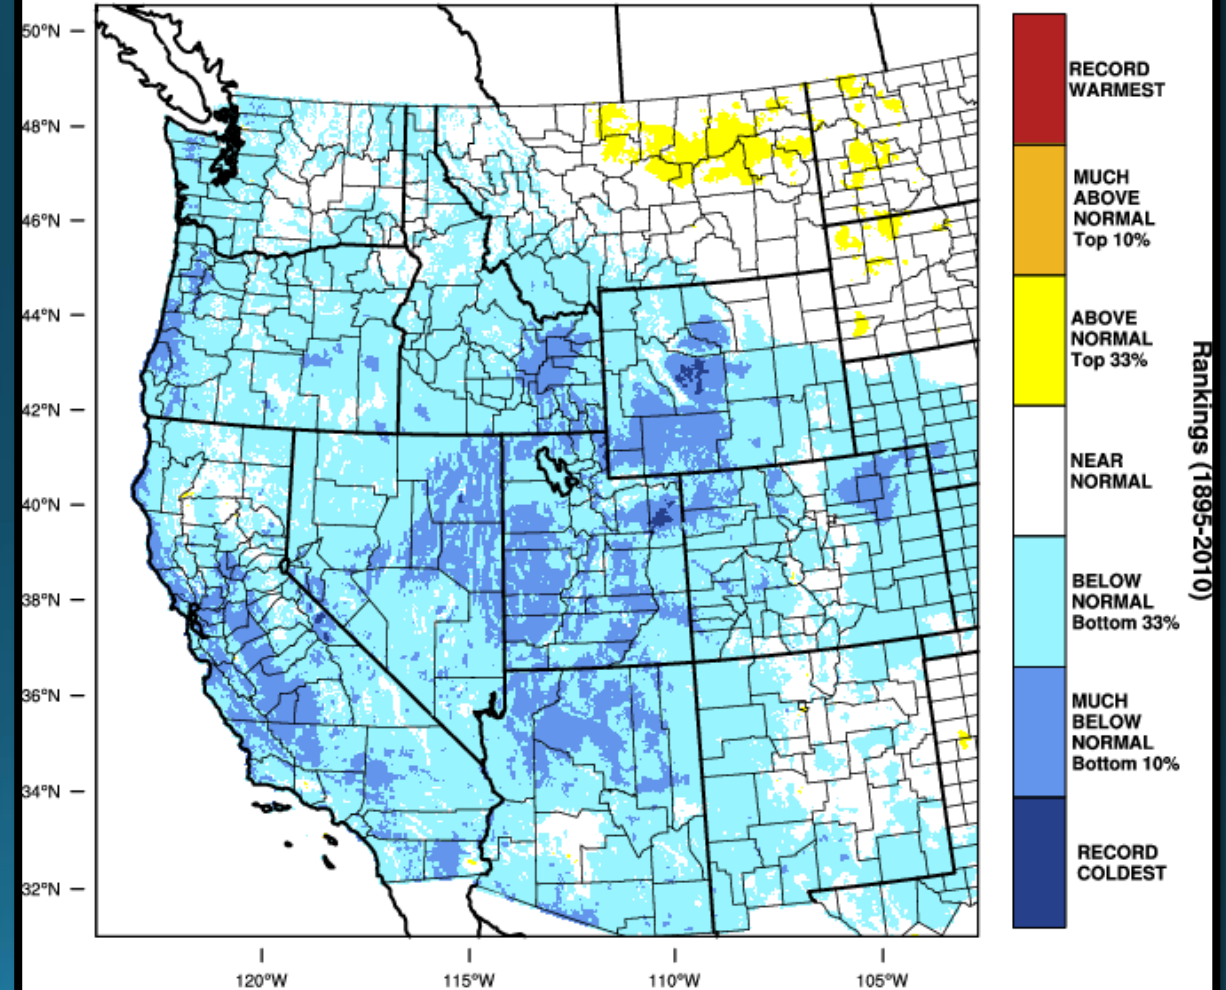 50°N
48°N
46°N
44°N
42°N
40°N
38°N
36°N
34°N
32°N
120°W
115°W
110°W
105°W
RECORD
WARMEST
MUCH
ABOVE
NORMAL
Top 10%
ABOVE
NORMAL
Top 33%
NEAR
NORMAL
BELOW
NORMAL
Bottom 33%
MUCH
BELOW
NORMAL
Bottom 10%
RECORD
COLDEST
Rankings (1895-2010)